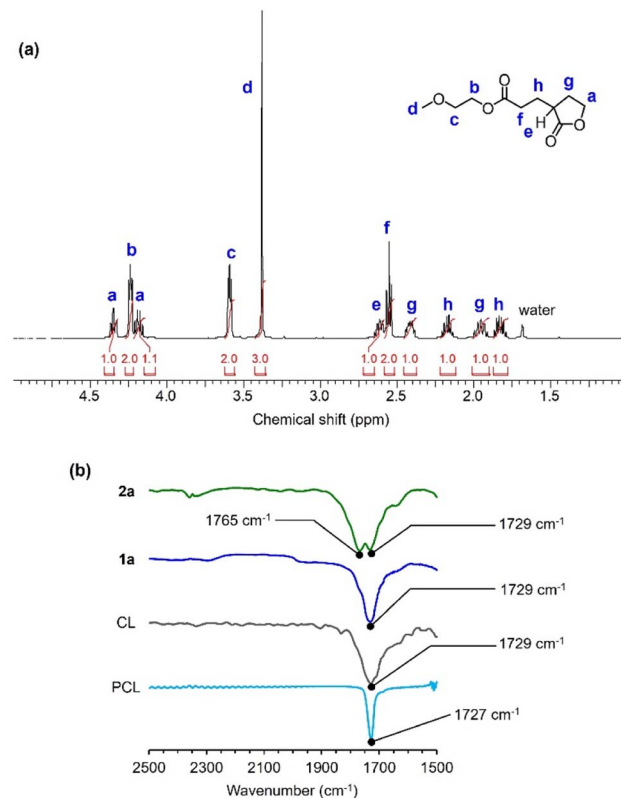 (a)
d
h
g
b
a
O
O
O
d
O
c
f
H
e
O
O
b
f
a
a
c
e
g
h
g
h
water
1.0 2.0 1.1 2.0 3.0 1.0 2.0 1.0 1.0 1.0 1.0
4.5 4.0 3.5 3.0 2.5 2.0 1.5
Chemical shift (ppm)
(b)
2a
1765 cm⁻¹ 1729 cm⁻¹
1a
1729 cm⁻¹
CL
1729 cm⁻¹
PCL
1727 cm⁻¹
2500 2300 2100 1900 1700 1500
Wavenumber (cm⁻¹)